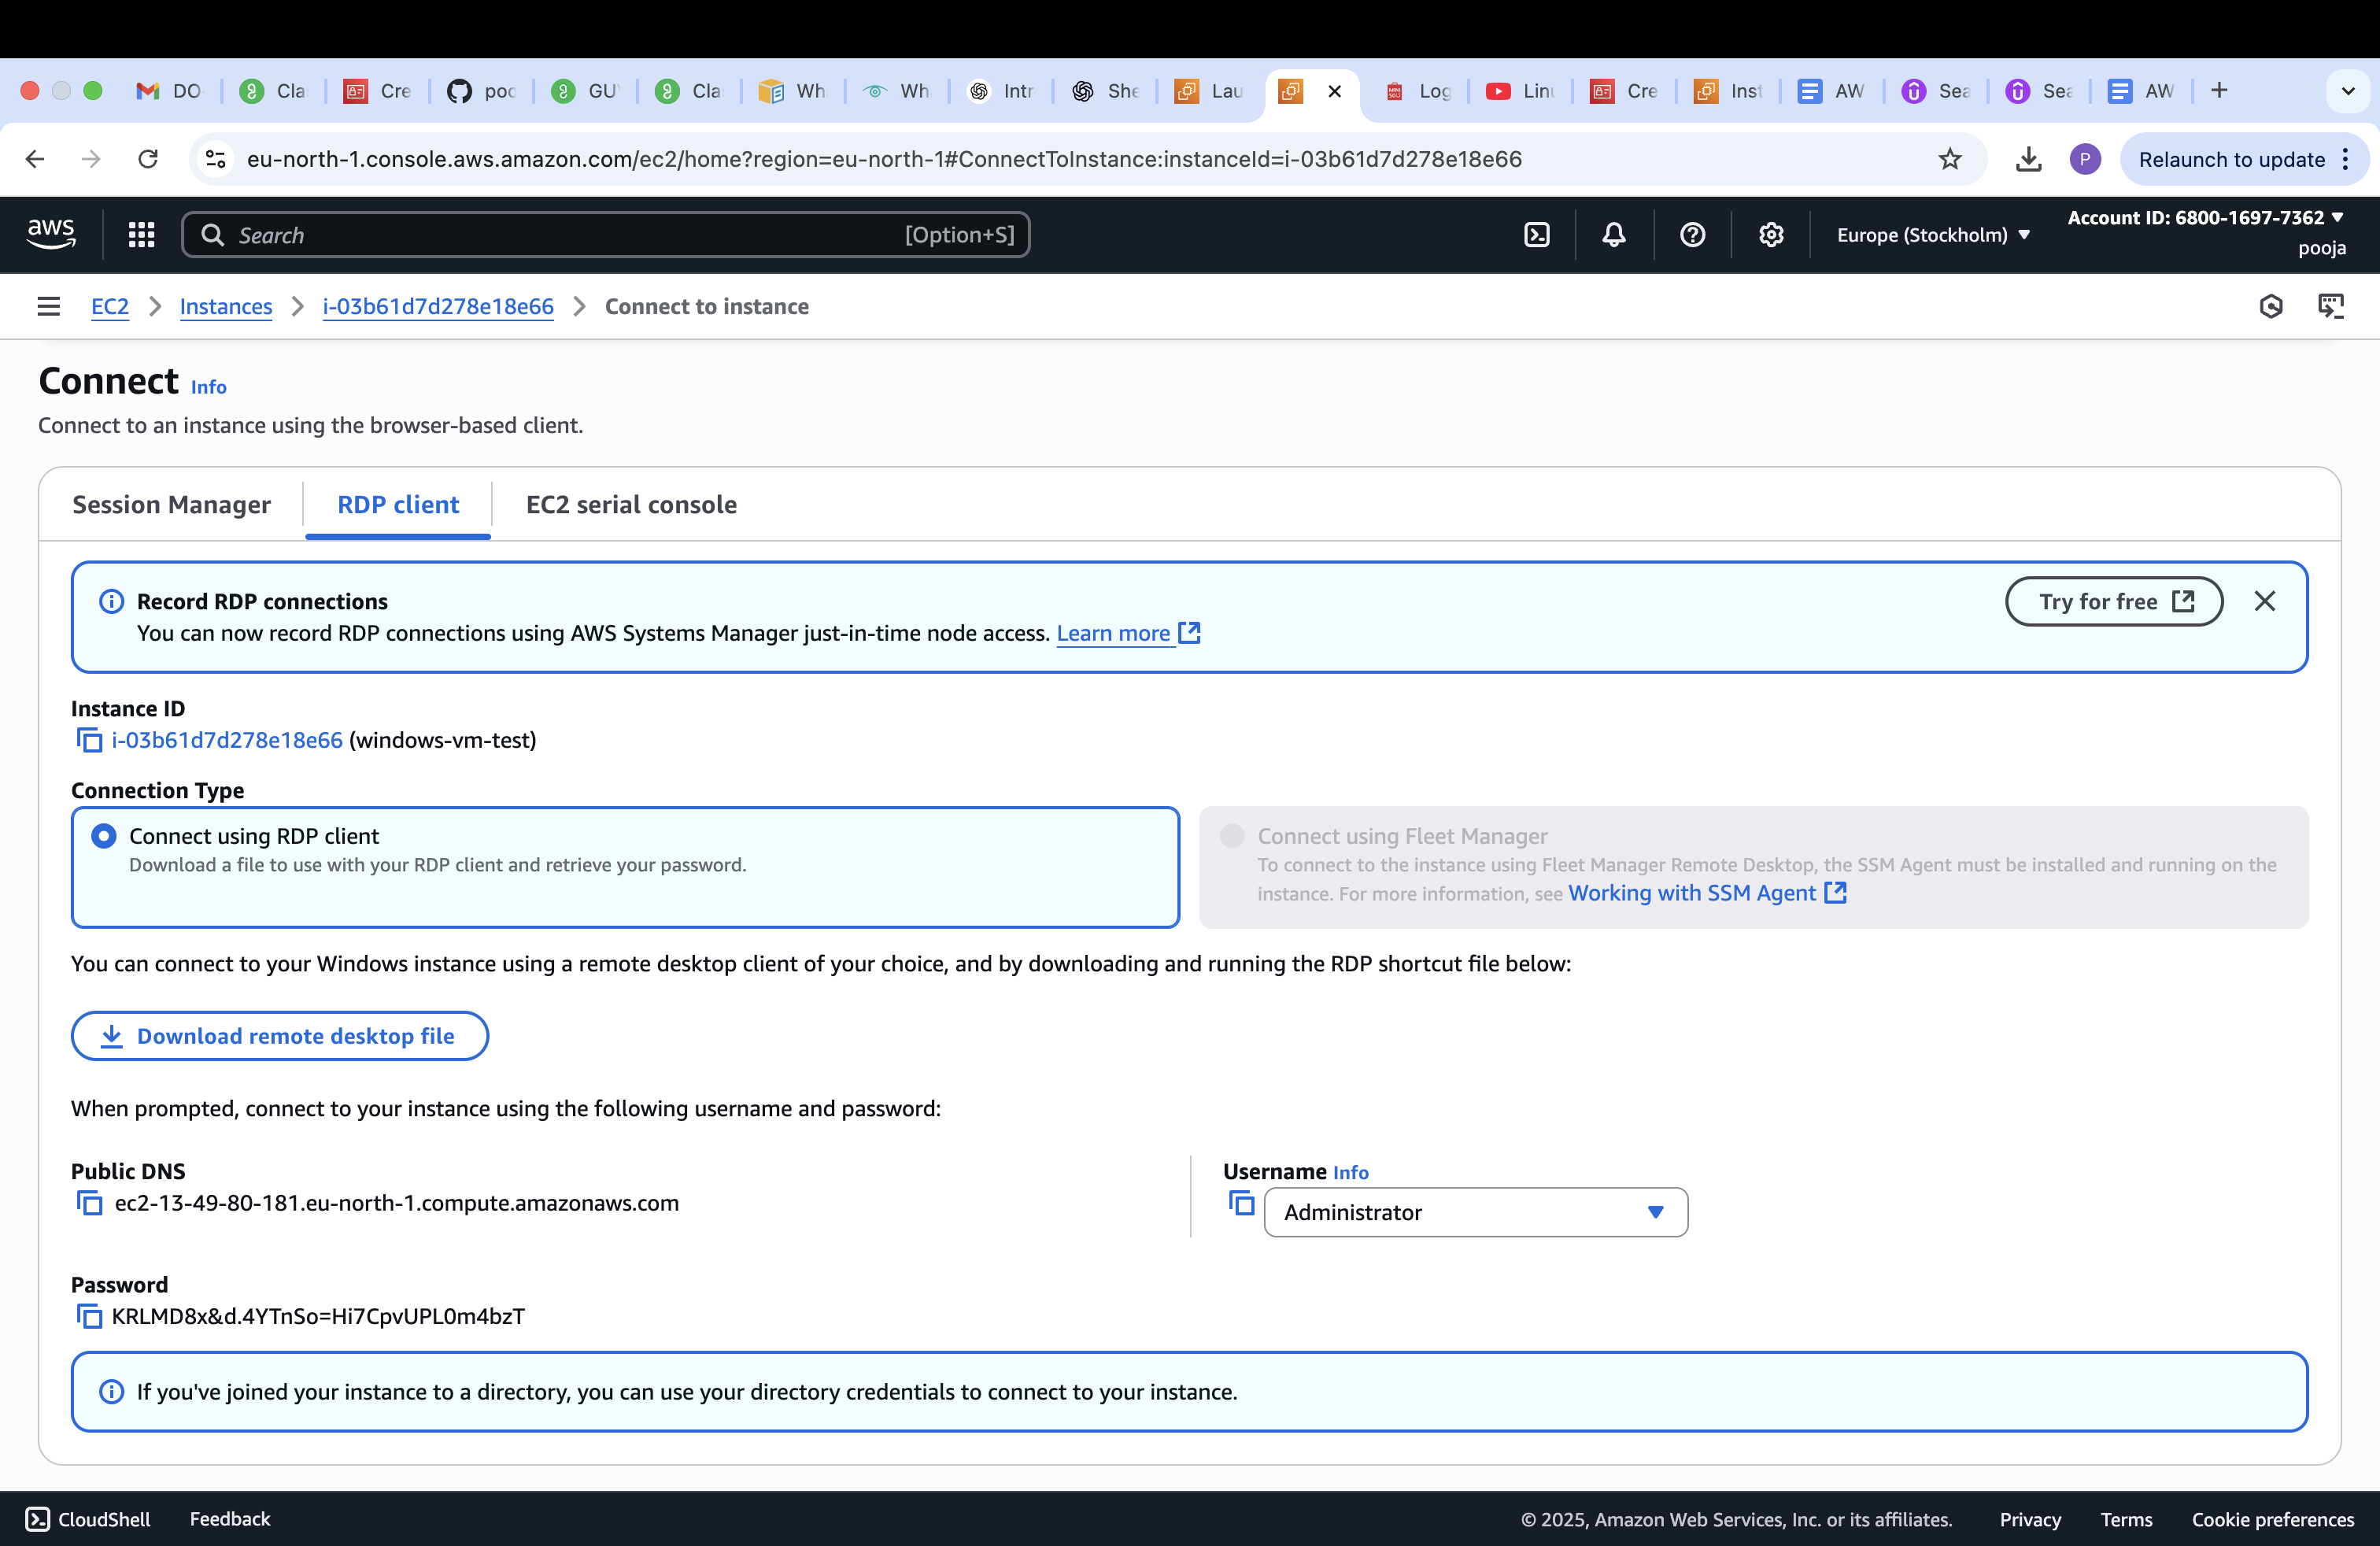 DO Cla Cre poc GU Cla Wh Wh Intr She Lau Log Linu Cre Inst AW Sea Sea AW
eu-north-1.console.aws.amazon.com/ec2/home?region=eu-north-1#ConnectToInstance:instanceId=i-03b61d7d278e18e66
P
Relaunch to update
aws
Search
[Option+S]
Europe (Stockholm)
Account ID: 6800-1697-7362
pooja
EC2 Instances i-03b61d7d278e18e66 Connect to instance
Connect Info
Connect to an instance using the browser-based client.
Session Manager RDP client EC2 serial console
Record RDP connections
You can now record RDP connections using AWS Systems Manager just-in-time node access. Learn more
Try for free
Instance ID
i-03b61d7d278e18e66 (windows-vm-test)
Connection Type
Connect using RDP client
Download a file to use with your RDP client and retrieve your password.
Connect using Fleet Manager
To connect to the instance using Fleet Manager Remote Desktop, the SSM Agent must be installed and running on the
instance. For more information, see Working with SSM Agent
You can connect to your Windows instance using a remote desktop client of your choice, and by downloading and running the RDP shortcut file below:
Download remote desktop file
When prompted, connect to your instance using the following username and password:
Public DNS
ec2-13-49-80-181.eu-north-1.compute.amazonaws.com
Username Info
Administrator
Password
KRLMD8x&d.4YTnSo=Hi7CpvUPL0m4bzT
If you've joined your instance to a directory, you can use your directory credentials to connect to your instance.
CloudShell Feedback
© 2025, Amazon Web Services, Inc. or its affiliates. Privacy Terms Cookie preferences